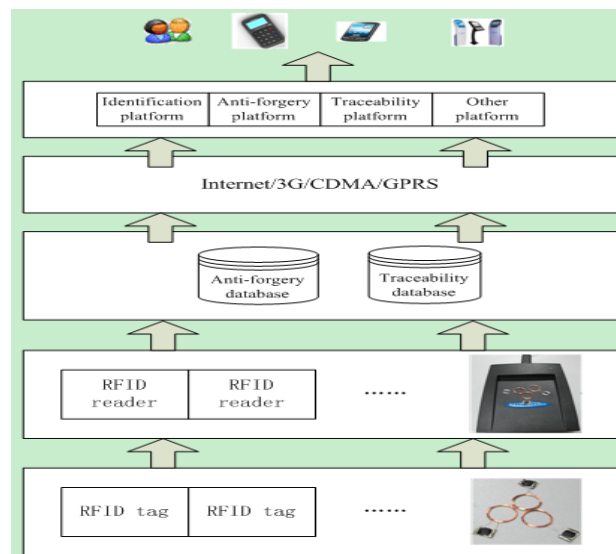 Identification platform
Anti-forgery platform
Traceability platform
Other platform
Internet/3G/CDMA/GPRS
Anti-forgery database
Traceability database
RFID reader
RFID reader
……
RFID tag
RFID tag
……